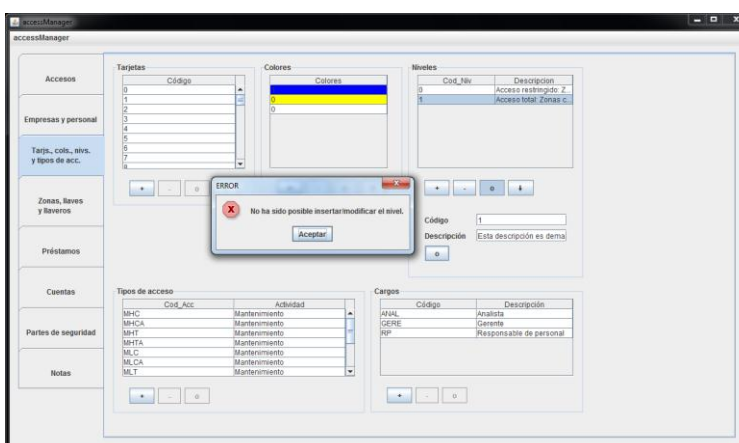 accessManager
accessManager
Accesos
Empresas y personal
Tarjs., cols., nivs.
y tipos de acc.
Zonas, llaves
y llaveros
Préstamos
Cuentas
Partes de seguridad
Notas
Tarjetas
Código
0
1
2
3
4
5
6
7
8
+
-
o
Colores
Colores
0
0
Niveles
Cod_Niv
Descripcion
0
Acceso restringido: Z...
1
Acceso total: Zonas c...
+
-
o
Código
1
Descripción
Esta descripción es dema
o
ERROR
X
No ha sido posible insertar/modificar el nivel.
Aceptar
Tipos de acceso
Cod_Acc
Actividad
MHC
Mantenimiento
MHCA
Mantenimiento
MHT
Mantenimiento
MHTA
Mantenimiento
MLC
Mantenimiento
MLCA
Mantenimiento
MLT
Mantenimiento
+
-
o
Cargos
Código
Descripción
ANAL
Analista
GERE
Gerente
RP
Responsable de personal
+
-
o